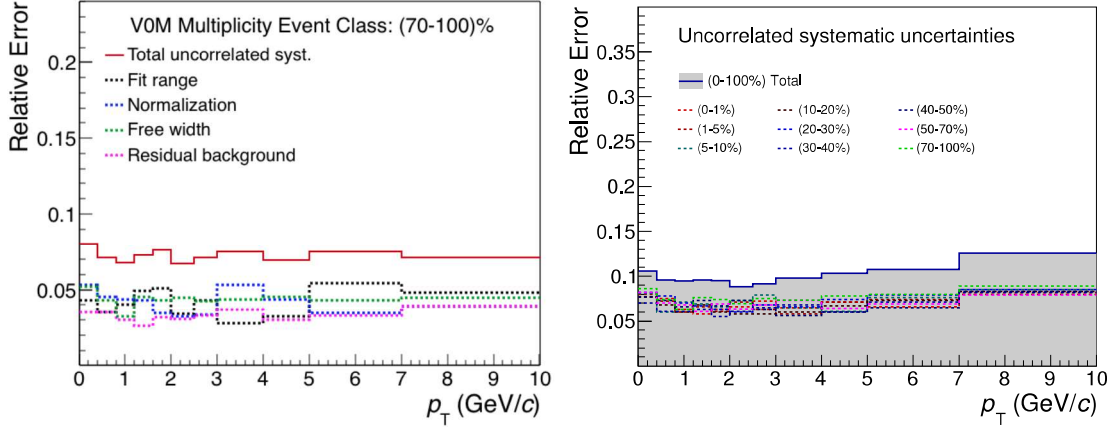 V0M Multiplicity Event Class: (70-100)%
Total uncorrelated syst.
Fit range
Normalization
Free width
Residual background
Relative Error
0.2
0.15
0.1
0.05
0 1 2 3 4 5 6 7 8 9 10
p_T (GeV/c)
Uncorrelated systematic uncertainties
(0-100%) Total
(0-1%) (10-20%) (40-50%)
(1-5%) (20-30%) (50-70%)
(5-10%) (30-40%) (70-100%)
Relative Error
0.35
0.3
0.25
0.2
0.15
0.1
0.05
0 1 2 3 4 5 6 7 8 9 10
p_T (GeV/c)